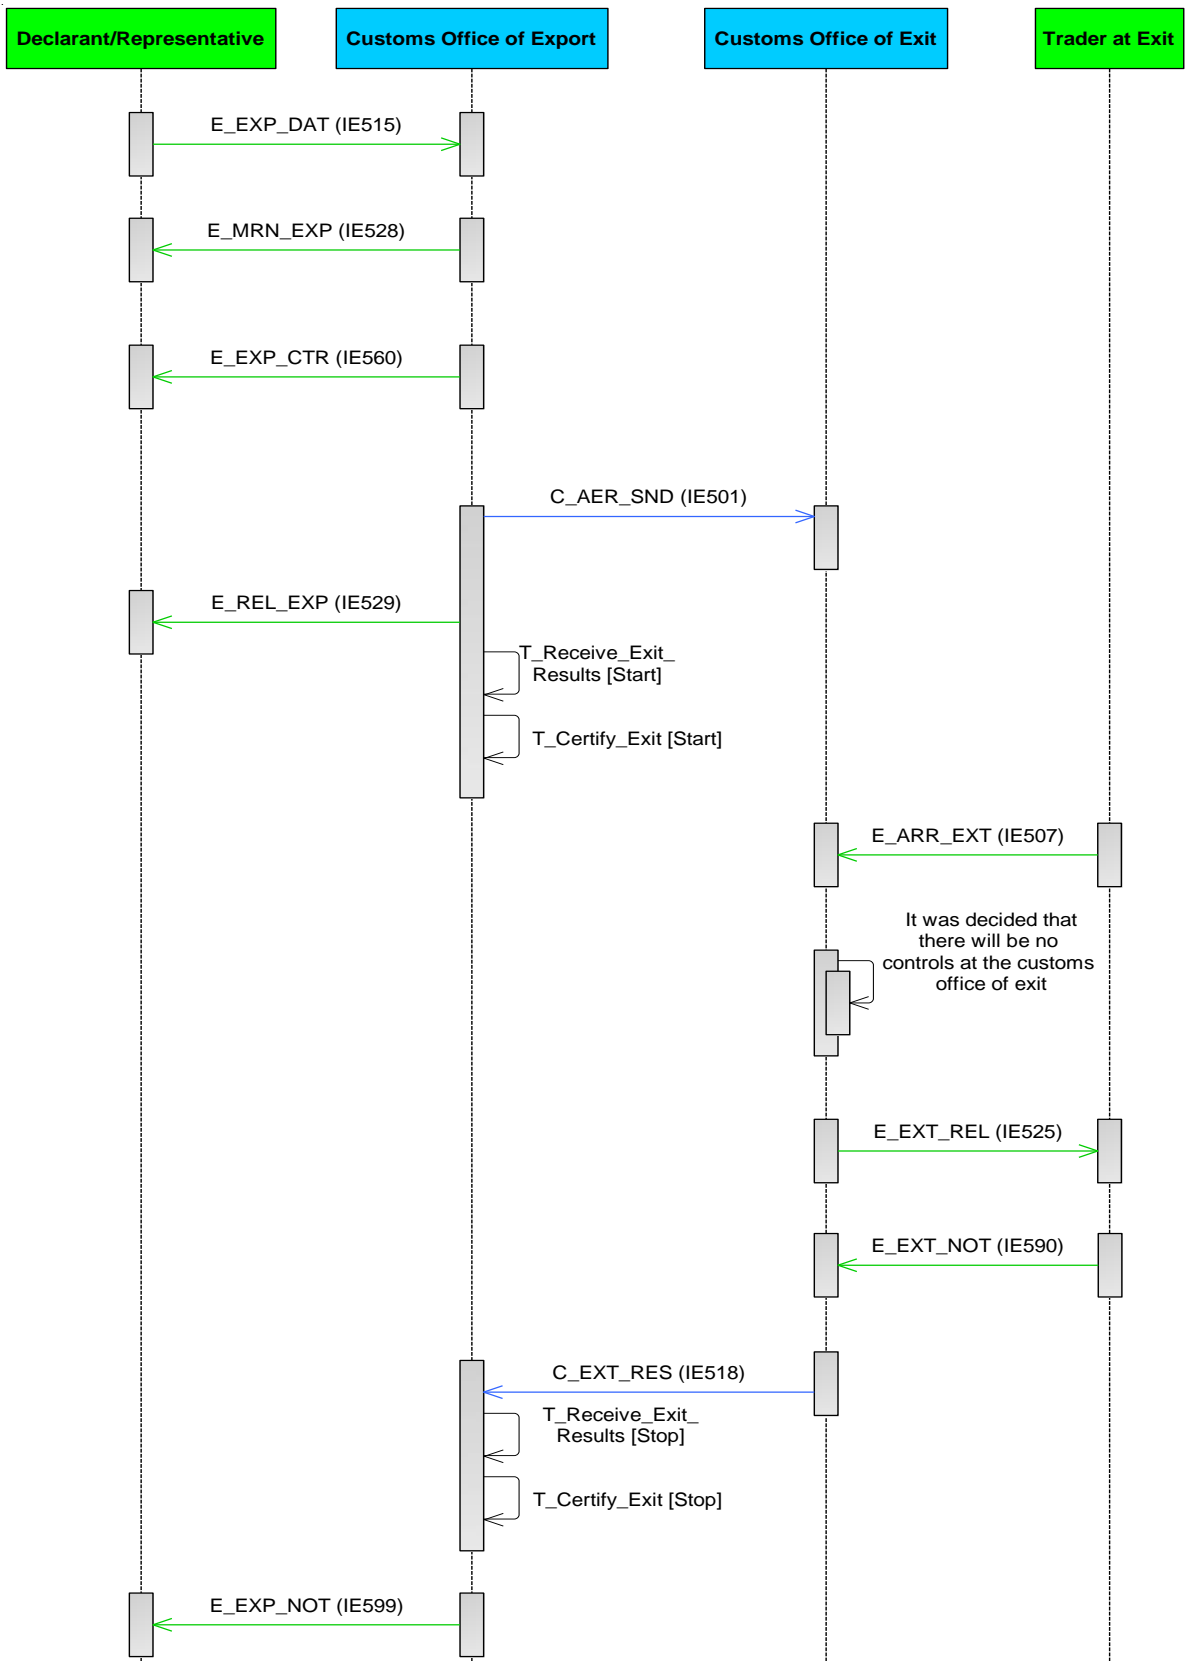 Declarant/Representative
Customs Office of Export
Customs Office of Exit
Trader at Exit
E_EXP_DAT (IE515)
E_MRN_EXP (IE528)
E_EXP_CTR (IE560)
C_AER_SND (IE501)
E_REL_EXP (IE529)
T_Receive_Exit_
Results [Start]
T_Certify_Exit [Start]
E_ARR_EXT (IE507)
It was decided that
there will be no
controls at the customs
office of exit
E_EXT_REL (IE525)
E_EXT_NOT (IE590)
C_EXT_RES (IE518)
T_Receive_Exit_
Results [Stop]
T_Certify_Exit [Stop]
E_EXP_NOT (IE599)